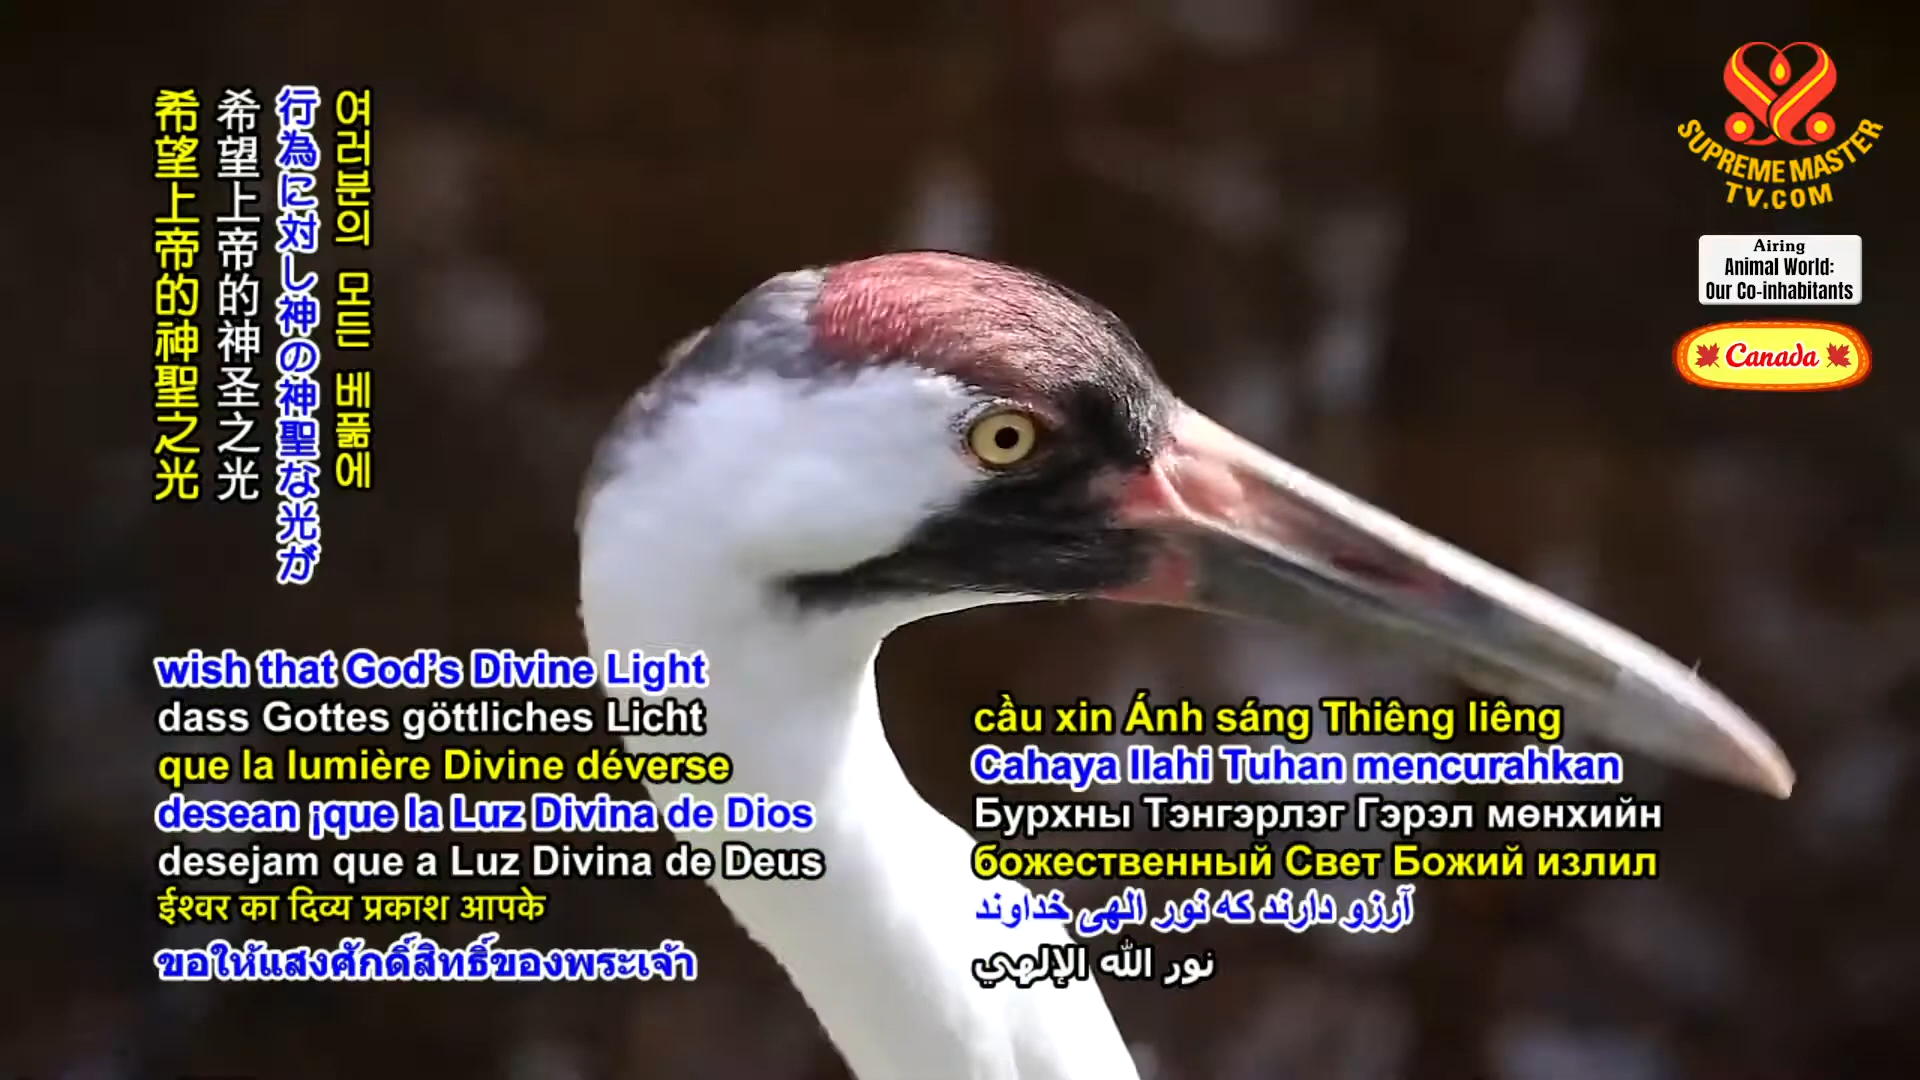 希望上帝的神聖之光
希望上帝的神圣之光
行為に対し神の神聖な光が
여러분의 모든 베풂에
wish that God’s Divine Light
dass Gottes göttliches Licht
que la lumière Divine déverse
desean ¡que la Luz Divina de Dios
desejam que a Luz Divina de Deus
ईश्वर का दिव्य प्रकाश आपके
ขอให้แสงศักดิ์สิทธิ์ของพระเจ้า
cầu xin Ánh sáng Thiêng liêng
Cahaya Ilahi Tuhan mencurahkan
Бурхны Тэнгэрлэг Гэрэл мөнхийн
божественный Свет Божий излил
آرزو دارند که نور الهی خداوند
نور الله الإلهي
SUPREME MASTER
TV.COM
Airing
Animal World:
Our Co-inhabitants
Canada